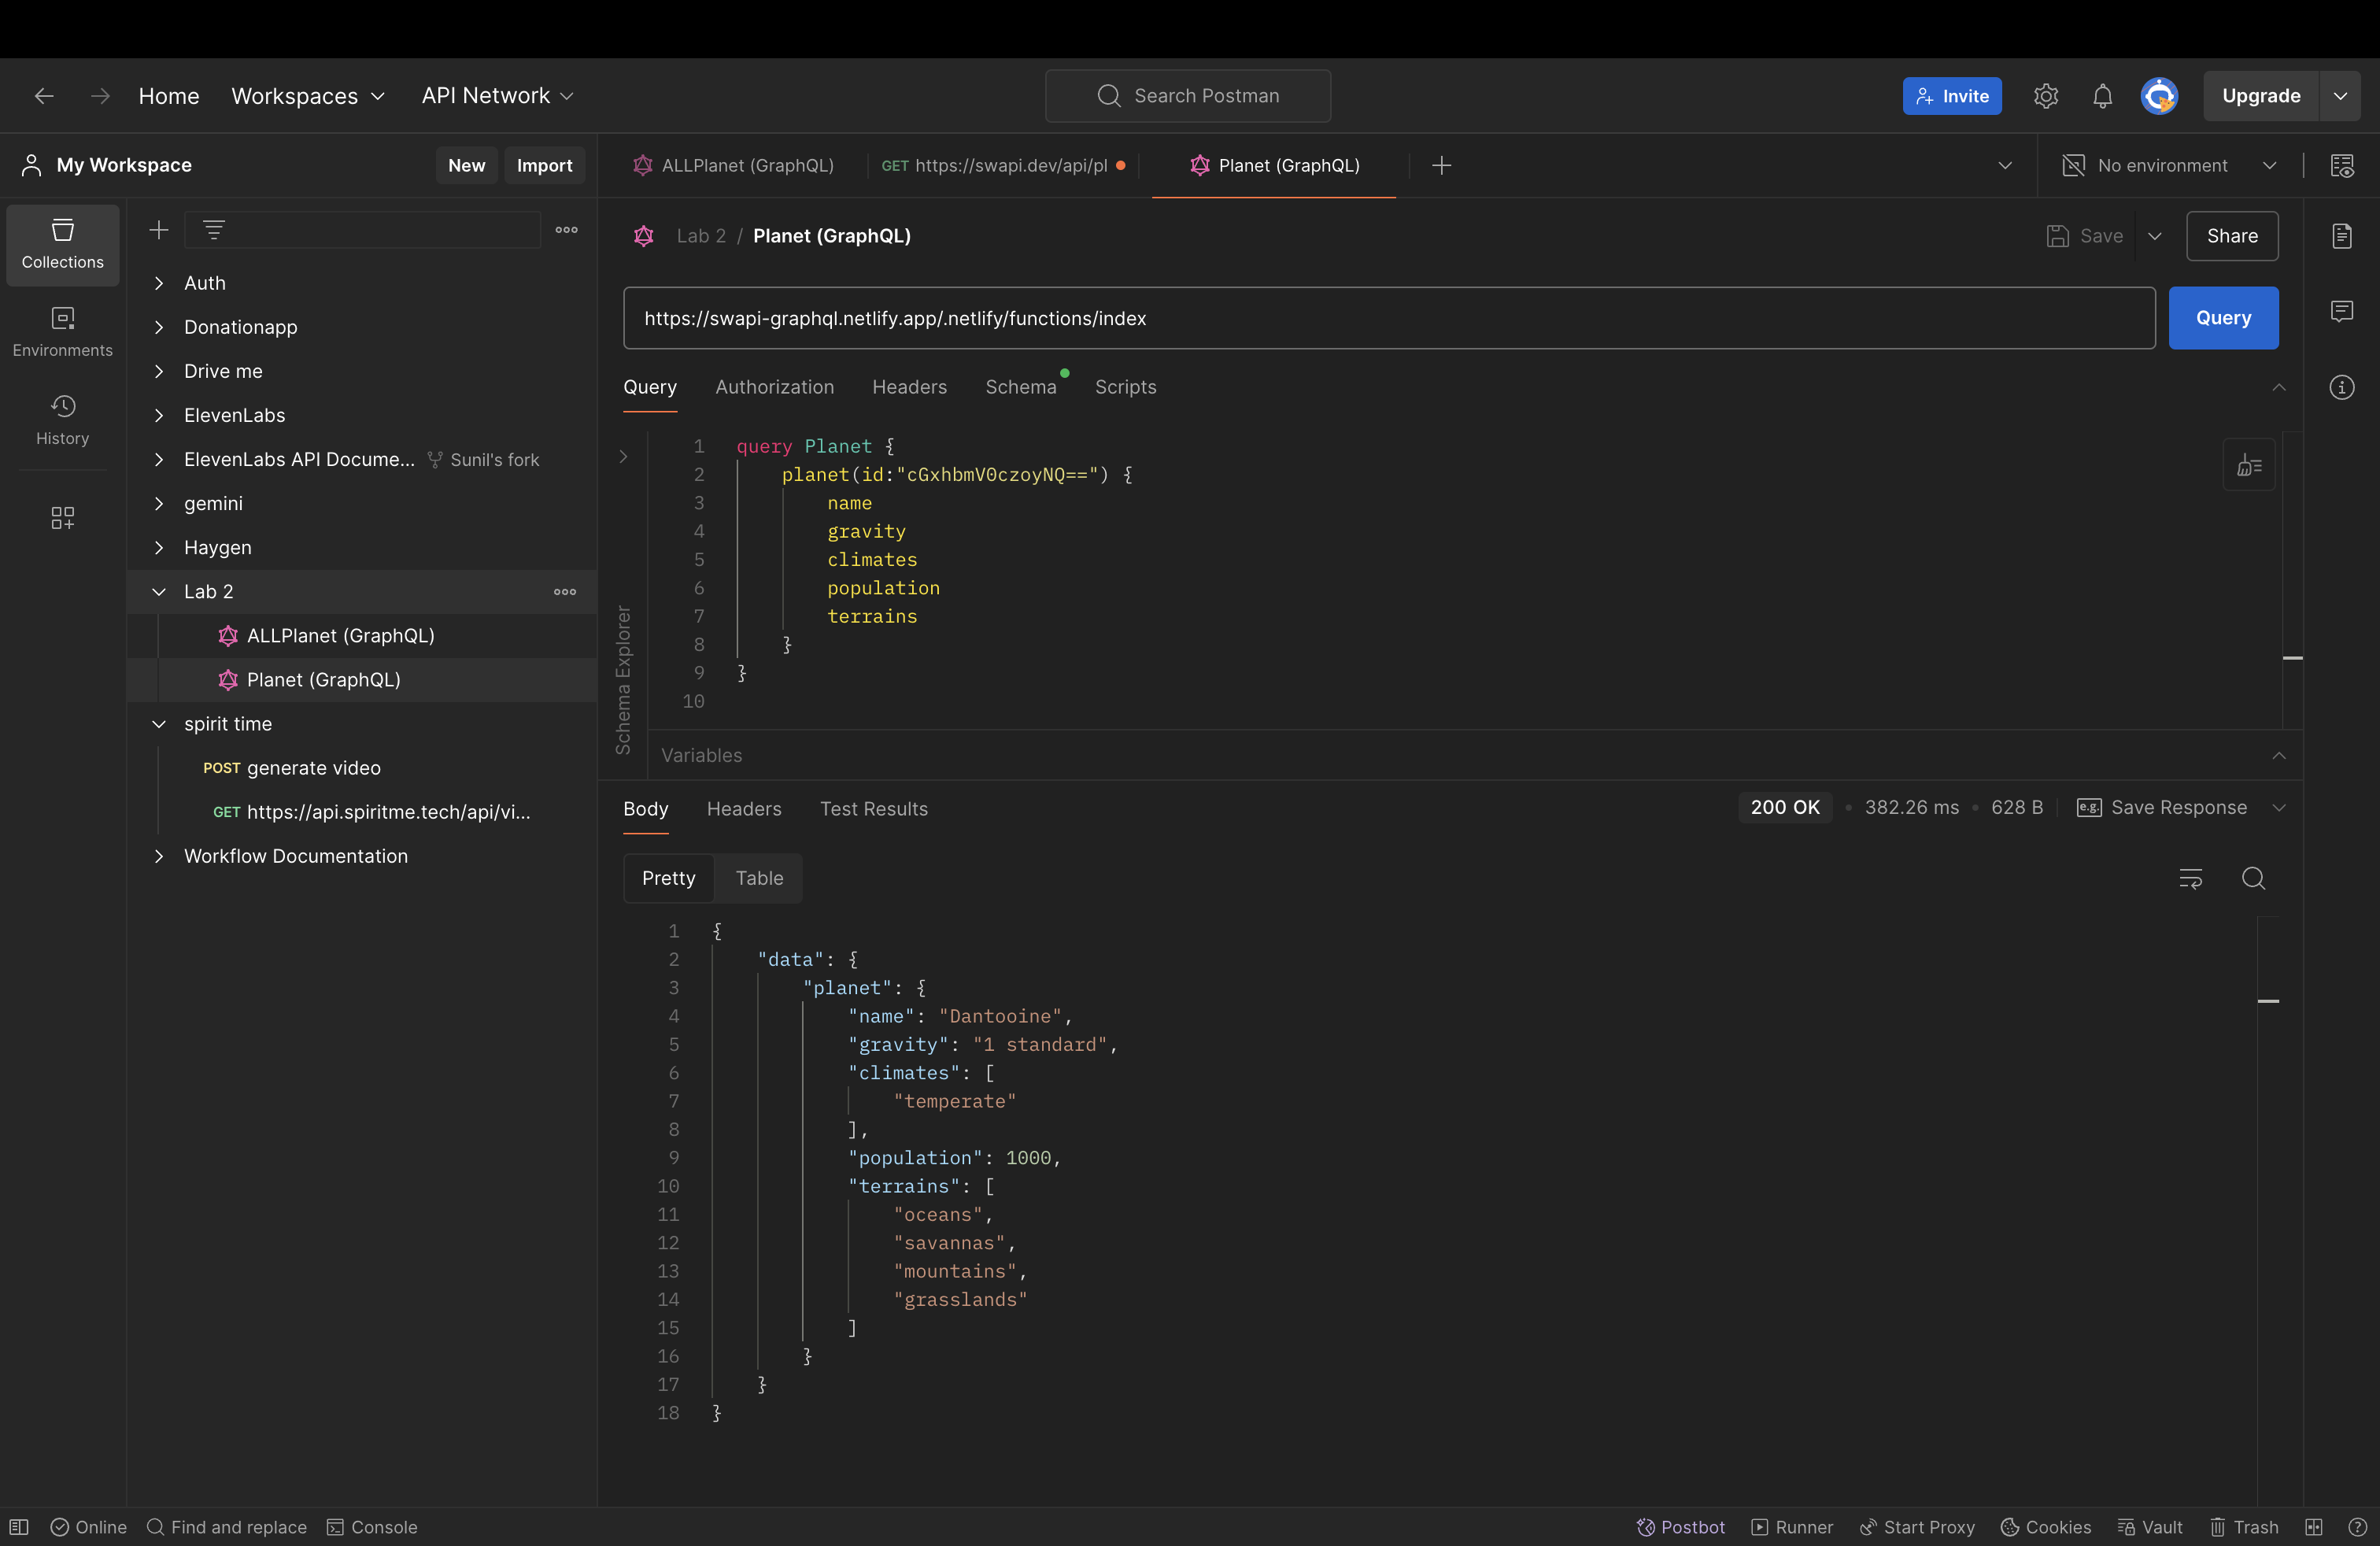 Home Workspaces API Network Search Postman Invite Upgrade
My Workspace New Import ALLPlanet (GraphQL) GET https://swapi.dev/api/pl Planet (GraphQL) No environment
Collections
Environments
History
Auth
Donationapp
Drive me
ElevenLabs
ElevenLabs API Docume... Sunil's fork
gemini
Haygen
Lab 2
ALLPlanet (GraphQL)
Planet (GraphQL)
spirit time
POST generate video
GET https://api.spiritme.tech/api/vi...
Workflow Documentation
Lab 2 / Planet (GraphQL) Save Share
https://swapi-graphql.netlify.app/.netlify/functions/index Query
Query Authorization Headers Schema Scripts
Schema Explorer
1 query Planet {
2 planet(id:"cGxhbmV0czoyNQ==") {
3 name
4 gravity
5 climates
6 population
7 terrains
8 }
9 }
10
Variables
Body Headers Test Results 200 OK 382.26 ms 628 B e.g. Save Response
Pretty Table
1 {
2 "data": {
3 "planet": {
4 "name": "Dantooine",
5 "gravity": "1 standard",
6 "climates": [
7 "temperate"
8 ],
9 "population": 1000,
10 "terrains": [
11 "oceans",
12 "savannas",
13 "mountains",
14 "grasslands"
15 ]
16 }
17 }
18 }
Online Find and replace Console Postbot Runner Start Proxy Cookies Vault Trash